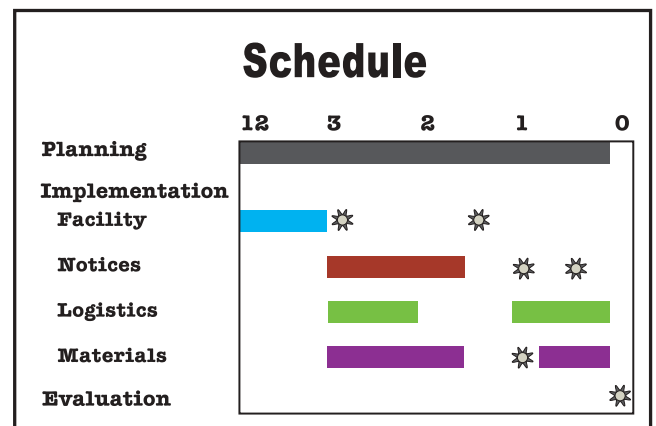 Schedule
12 3 2 1 0
Planning
Implementation
Facility
Notices
Logistics
Materials
Evaluation